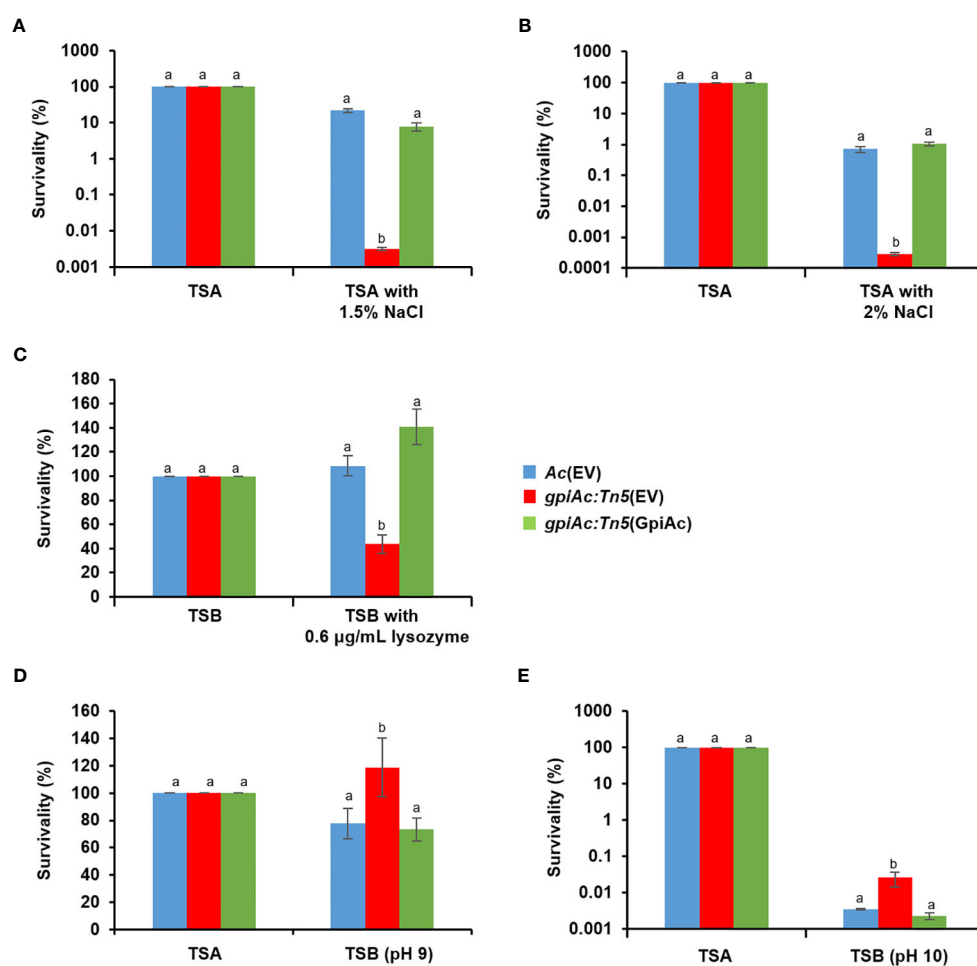 A
Survivality (%)
1000
100
10
1
0.1
0.01
0.001
a a a
a
b
a
TSA
TSA with
1.5% NaCl
B
Survivality (%)
1000
100
10
1
0.1
0.01
0.001
0.0001
a a a
a
b
a
TSA
TSA with
2% NaCl
C
Survivality (%)
180
160
140
120
100
80
60
40
20
0
a a a
a
b
a
TSB
TSB with
0.6 µg/mL lysozyme
Ac(EV)
gpiAc:Tn5(EV)
gpiAc:Tn5(GpiAc)
D
Survivality (%)
160
140
120
100
80
60
40
20
0
a a a
a
b
a
TSA
TSB (pH 9)
E
Survivality (%)
1000
100
10
1
0.1
0.01
0.001
a a a
a
b
a
TSA
TSB (pH 10)